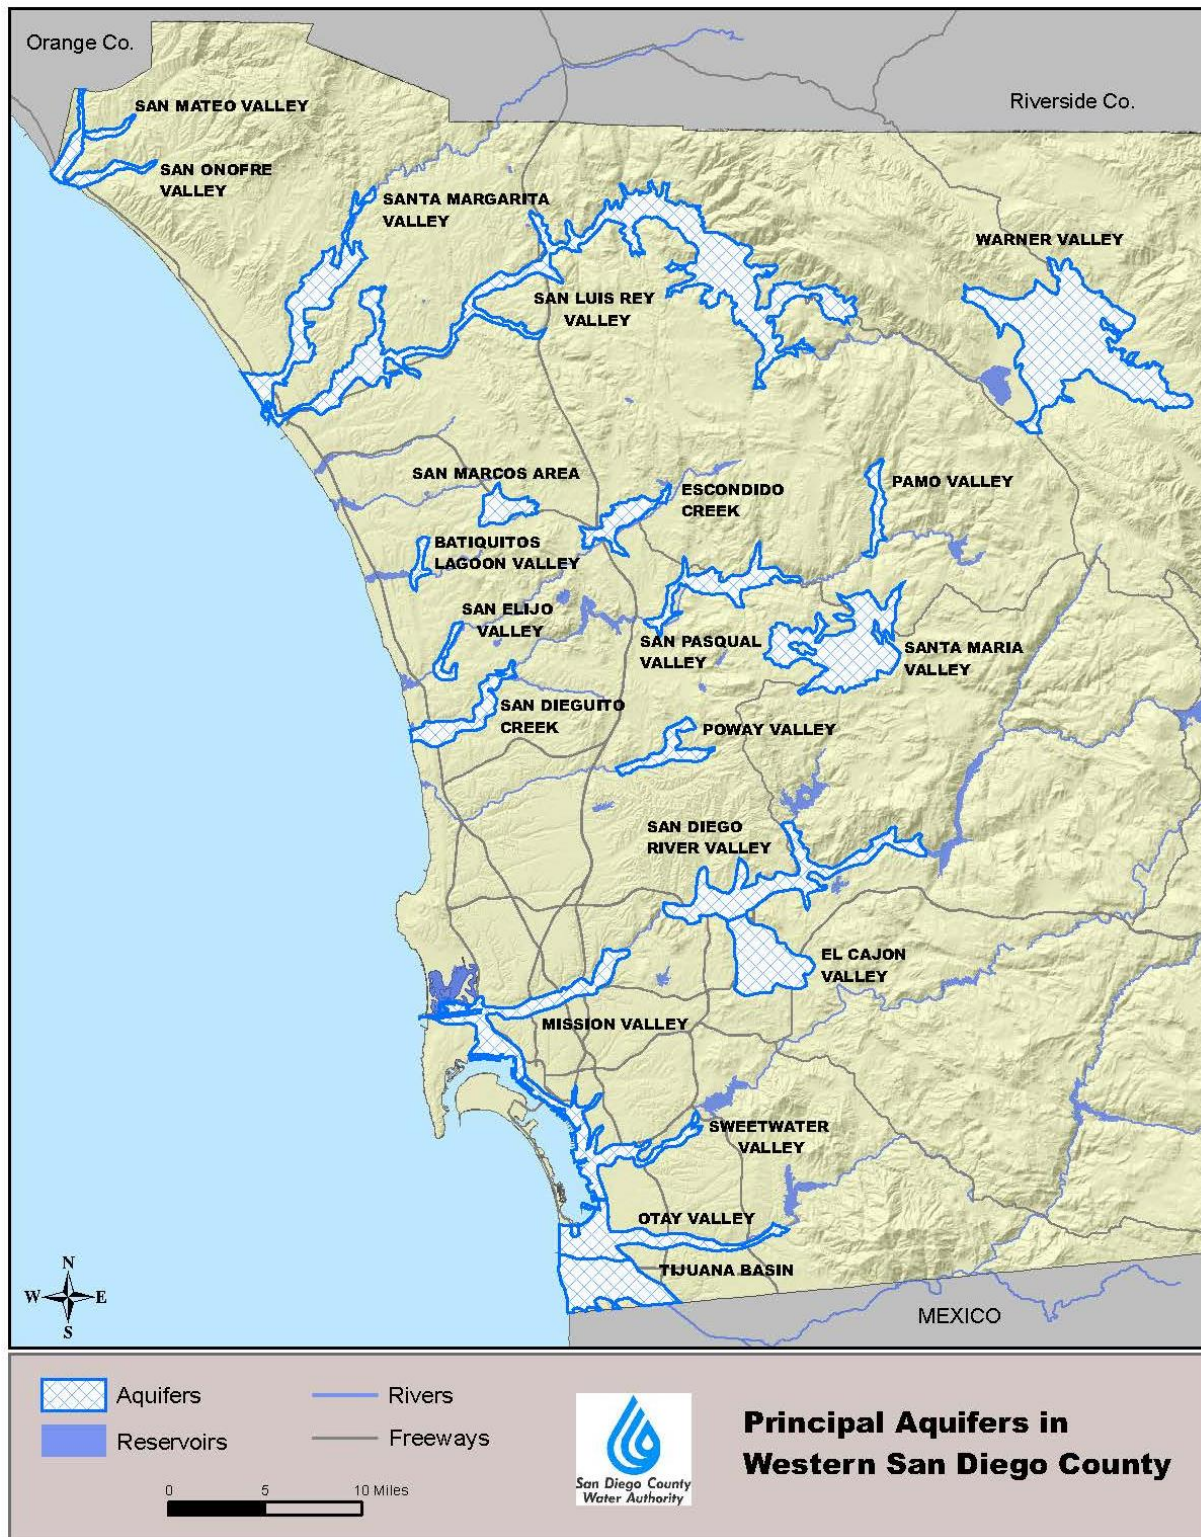 Orange Co.
Riverside Co.
SAN MATEO VALLEY
SAN ONOFRE
VALLEY
SANTA MARGARITA
VALLEY
WARNER VALLEY
SAN LUIS REY
VALLEY
SAN MARCOS AREA
ESCONDIDO
CREEK
PAMO VALLEY
BATIQUITOS
LAGOON VALLEY
SAN ELIJO
VALLEY
SAN PASQUAL
VALLEY
SANTA MARIA
VALLEY
SAN DIEGUITO
CREEK
POWAY VALLEY
SAN DIEGO
RIVER VALLEY
EL CAJON
VALLEY
MISSION VALLEY
SWEETWATER
VALLEY
OTAY VALLEY
TIJUANA BASIN
N
W
E
S
MEXICO
Aquifers
Rivers
Reservoirs
Freeways
0 5 10 Miles
San Diego County
Water Authority
Principal Aquifers in
Western San Diego County